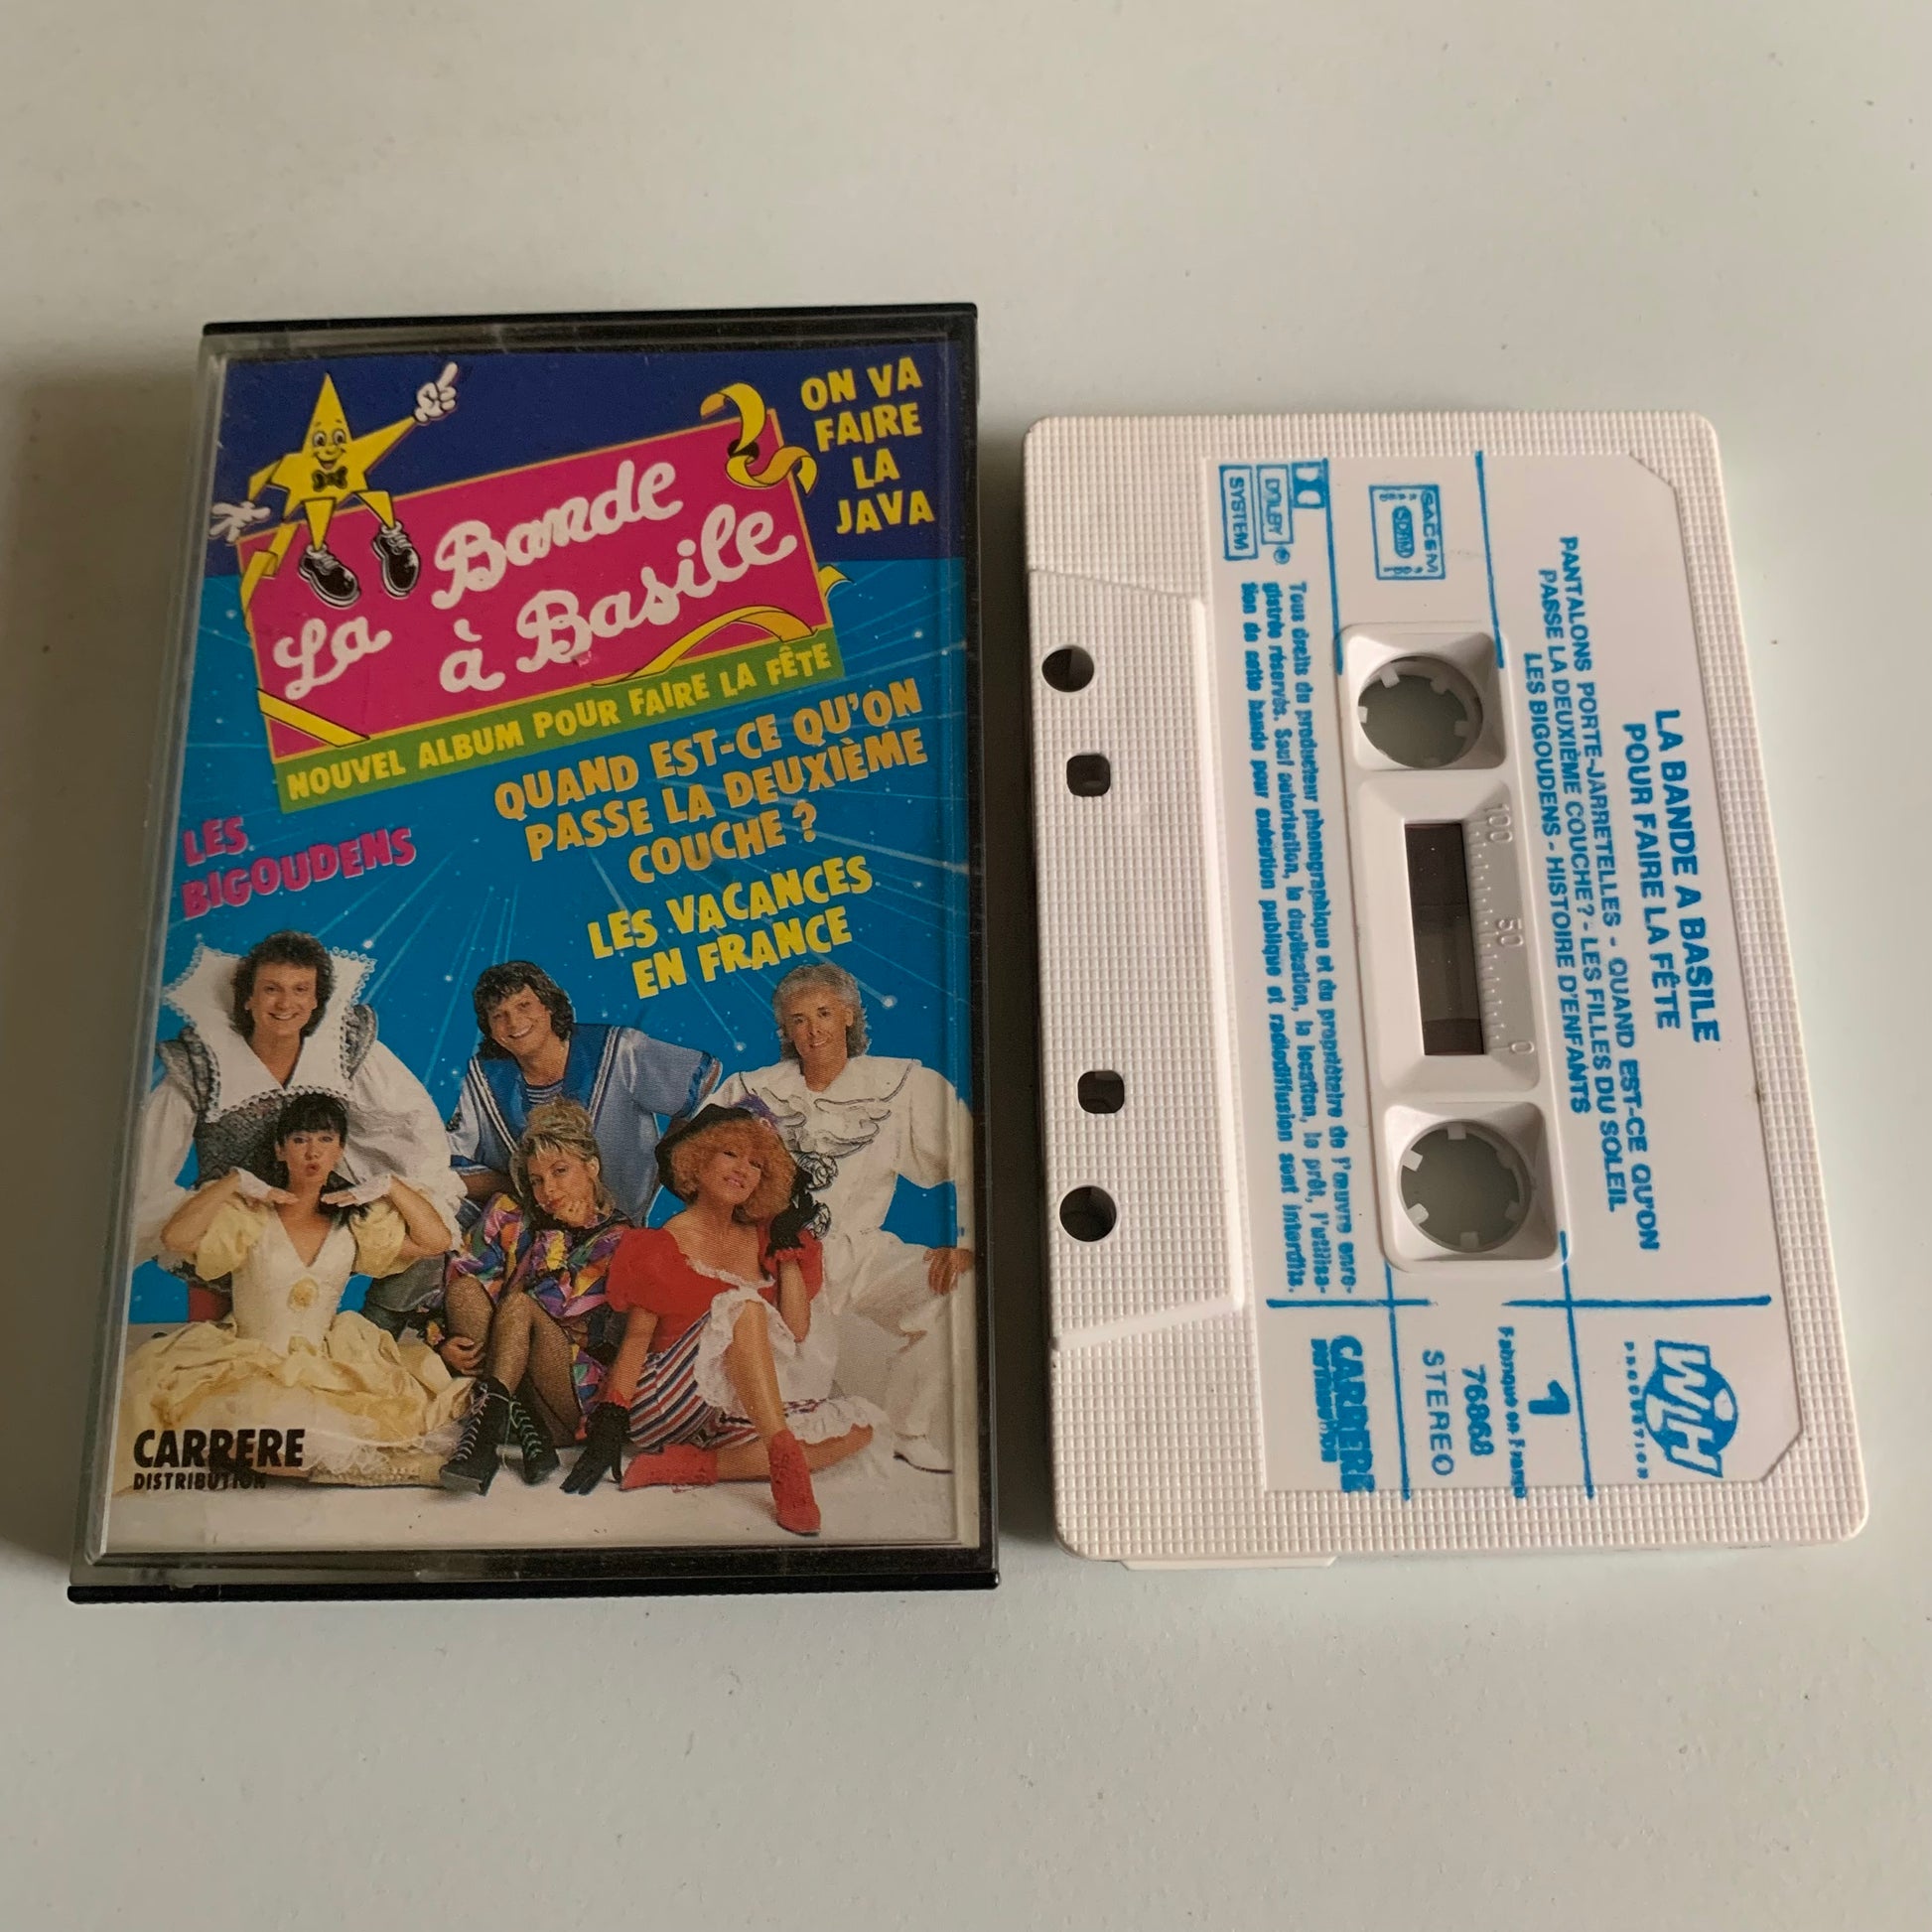 ON VA
FAIRE
LA
JAVA
La Bande
à Basile
NOUVEL ALBUM POUR FAIRE LA FÊTE
QUAND EST-CE QU'ON
PASSE LA DEUXIÈME
COUCHE ?
LES
BIGOUDENS
LES VACANCES
EN FRANCE
CARRERE
DISTRIBUTION
LA BANDE A BASILE
POUR FAIRE LA FÊTE
PANTALONS PORTE-JARRETELLES - QUAND EST-CE QU'ON
PASSE LA DEUXIÈME COUCHE? - LES FILLES DU SOLEIL
LES BIGOUDENS - HISTOIRE D'ENFANTS
SACEM
SDRM
100
50
0
WH
PRODUCTION
1
Fabriqué en France
76868
STEREO
DOLBY
SYSTEM
Tous droits du producteur phonographique et du propriétaire de l'œuvre enre-
gistrée réservés. Sauf autorisation, la duplication, la location, le prêt, l'utilisa-
tion de cette bande pour exécution publique et radiodiffusion sont interdits.
CARRERE
DISTRIBUTION